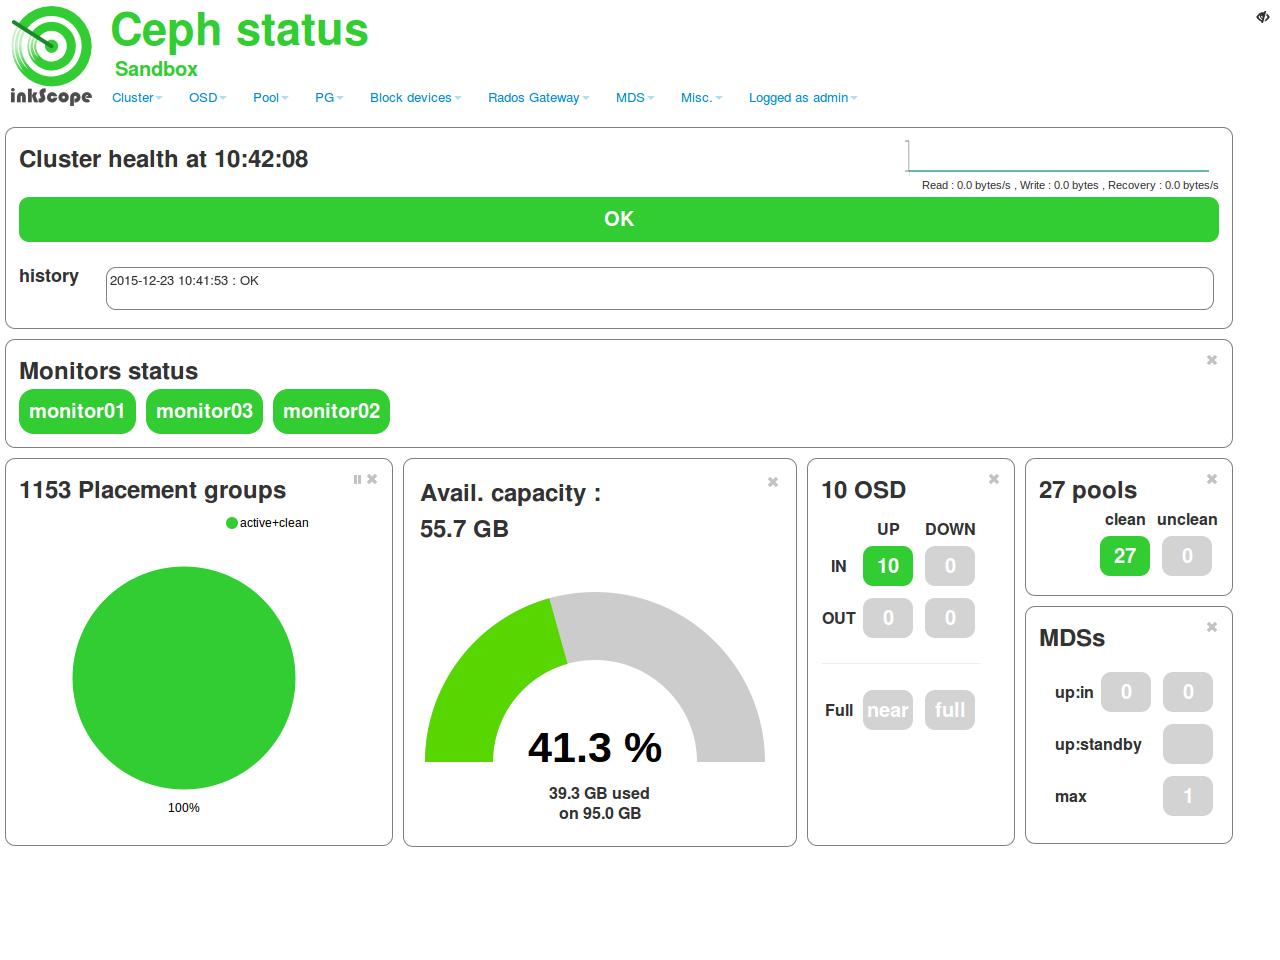 Ceph status
Sandbox
inkScope
Cluster OSD Pool PG Block devices Rados Gateway MDS Misc. Logged as admin
Cluster health at 10:42:08
Read : 0.0 bytes/s , Write : 0.0 bytes , Recovery : 0.0 bytes/s
OK
history
2015-12-23 10:41:53 : OK
Monitors status
monitor01 monitor03 monitor02
1153 Placement groups
active+clean
100%
Avail. capacity :
55.7 GB
41.3 %
39.3 GB used
on 95.0 GB
10 OSD
UP DOWN
IN 10 0
OUT 0 0
Full near full
27 pools
clean unclean
27 0
MDSs
up:in 0 0
up:standby
max 1